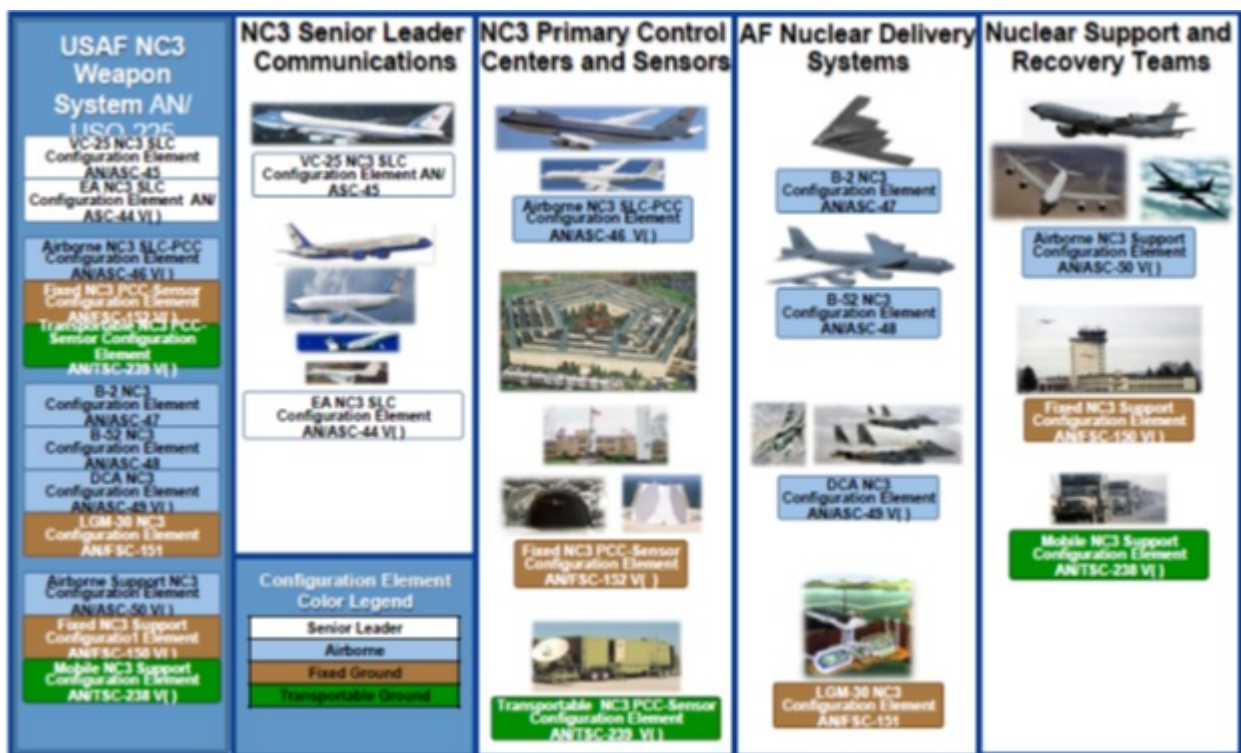 USAF NC3
Weapon
System AN/
USQ-225
VC-25 NC3 SLC
Configuration Element
AN/ASC-45
EA NC3 SLC
Configuration Element AN/
ASC-44 V( )
Airborne NC3 SLC-PCC
Configuration Element
AN/ASC-46 V( )
Fixed NC3 PCC-Sensor
Configuration Element
AN/FSC-152 V( )
Transportable NC3 PCC-
Sensor Configuration
Element
AN/TSC-239 V( )
B-2 NC3
Configuration Element
AN/ASC-47
B-52 NC3
Configuration Element
AN/ASC-48
DCA NC3
Configuration Element
AN/ASC-49 V( )
LGM-30 NC3
Configuration Element
AN/FSC-151
Airborne Support NC3
Configuration Element
AN/ASC-50 V( )
Fixed NC3 Support
Configuratio1 Element
AN/FSC-150 V( )
Mobile NC3 Support
Configuration Element
AN/TSC-238 V( )
NC3 Senior Leader
Communications
VC-25 NC3 SLC
Configuration Element AN/
ASC-45
EA NC3 SLC
Configuration Element
AN/ASC-44 V( )
Configuration Element
Color Legend
Senior Leader
Airborne
Fixed Ground
Transportable Ground
NC3 Primary Control
Centers and Sensors
Airborne NC3 SLC-PCC
Configuration Element
AN/ASC-46 V( )
Fixed NC3 PCC-Sensor
Configuration Element
AN/FSC-152 V( )
Transportable NC3 PCC-Sensor
Configuration Element
AN/TSC-239 V( )
AF Nuclear Delivery
Systems
B-2 NC3
Configuration Element
AN/ASC-47
B-52 NC3
Configuration Element
AN/ASC-48
DCA NC3
Configuration Element
AN/ASC-49 V( )
LGM-30 NC3
Configuration Element
AN/FSC-151
Nuclear Support and
Recovery Teams
Airborne NC3 Support
Configuration Element
AN/ASC-50 V( )
Fixed NC3 Support
Configuration Element
AN/FSC-150 V( )
Mobile NC3 Support
Configuration Element
AN/TSC-238 V( )